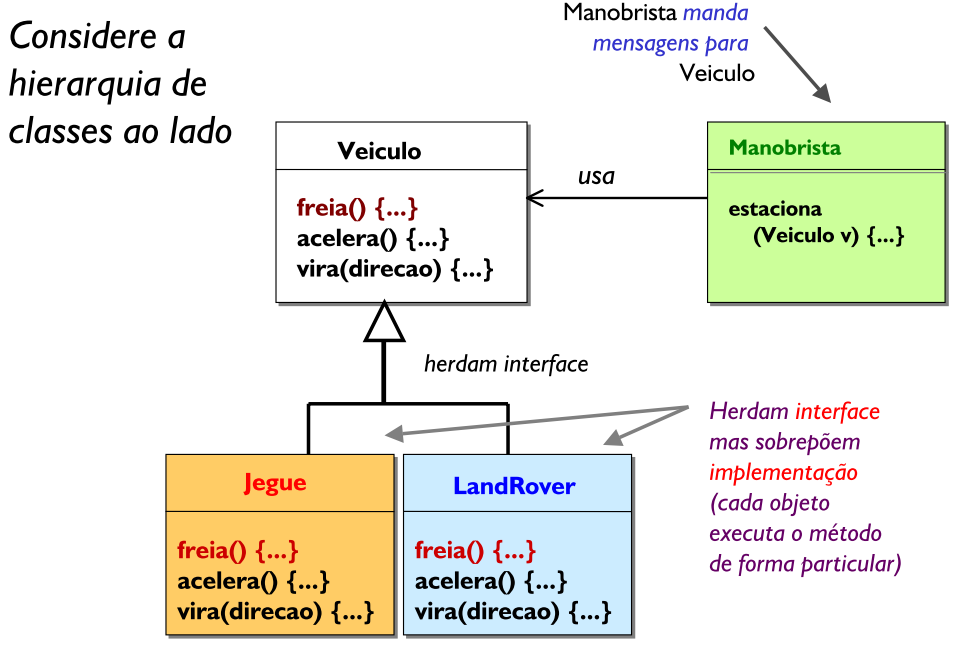 Considere a
hierarquia de
classes ao lado
Manobrista manda
mensagens para
Veiculo
Veiculo
freia() {...}
acelera() {...}
vira(direcao) {...}
usa
Manobrista
estaciona
(Veiculo v) {...}
herdam interface
Herdam interface
mas sobrepõem
implementação
(cada objeto
executa o método
de forma particular)
Jegue
freia() {...}
acelera() {...}
vira(direcao) {...}
LandRover
freia() {...}
acelera() {...}
vira(direcao) {...}